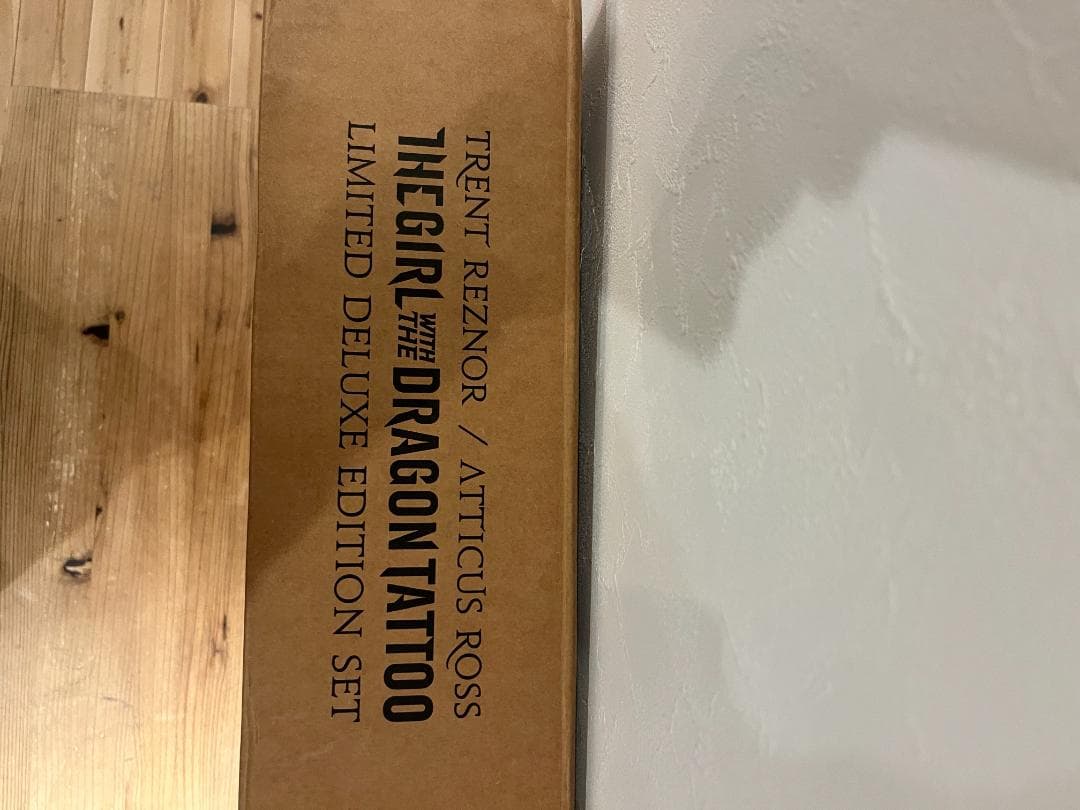 TRENT REZNOR / ATTICUS ROSS
THE GIRL WITH THE DRAGON TATTOO
LIMITED DELUXE EDITION SET